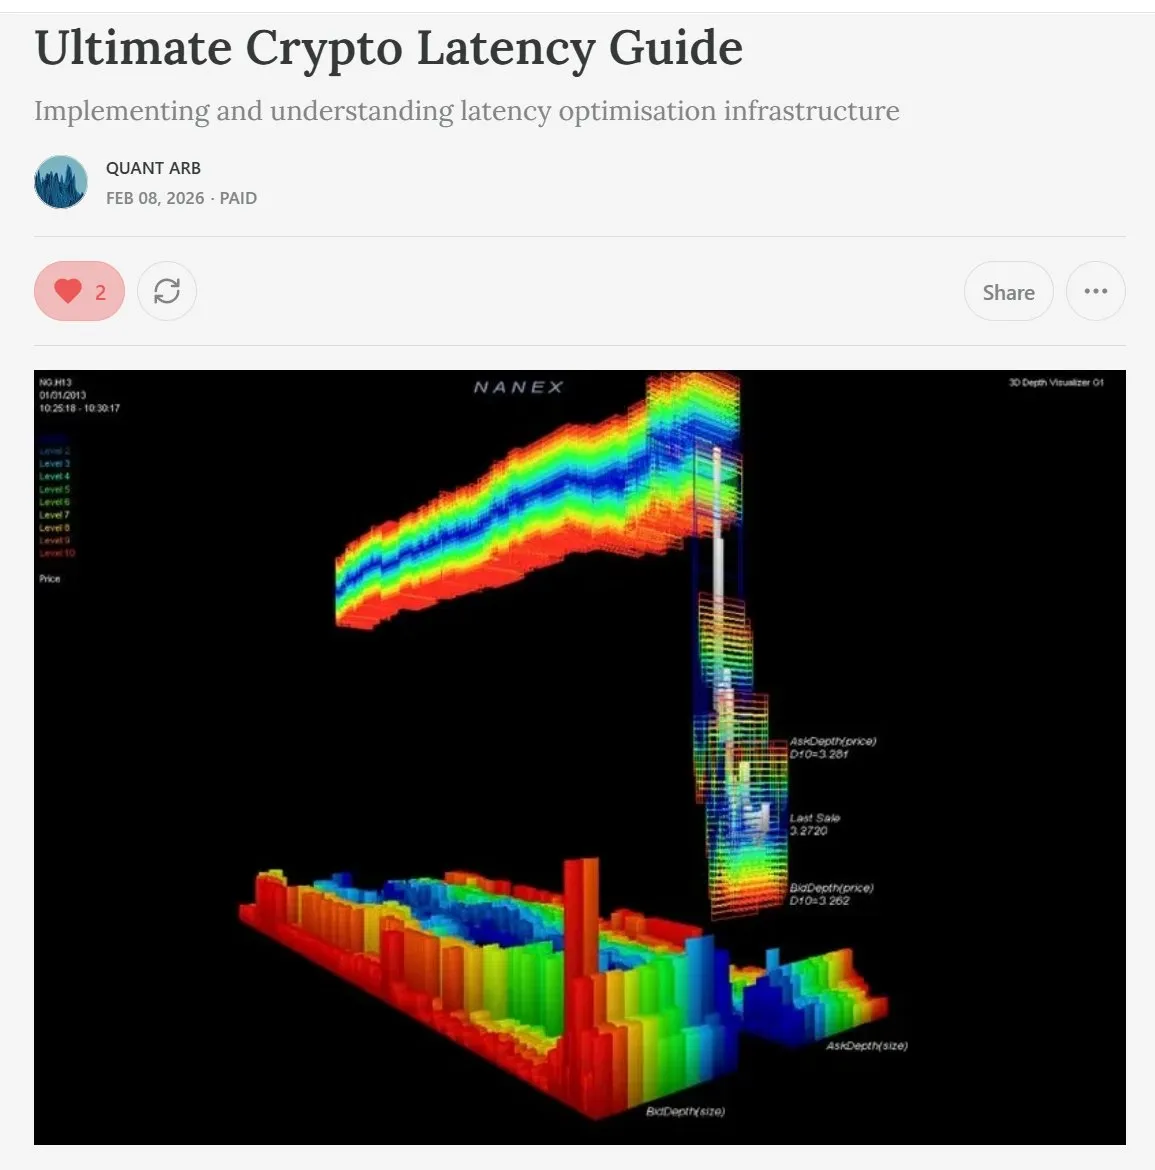 Ultimate Crypto Latency Guide
Implementing and understanding latency optimisation infrastructure
QUANT ARB
FEB 08, 2026 · PAID
2
Share
NG.H13
01/01/2013
10:25:18 - 10:30:17
NANEX
3D Depth Visualizer G1
Level 2
Level 3
Level 4
Level 5
Level 6
Level 7
Level 8
Level 9
Level 10
Price
AskDepth(price)
D10=3.281
Last Sale
3.2720
BidDepth(price)
D10=3.262
AskDepth(size)
BidDepth(size)